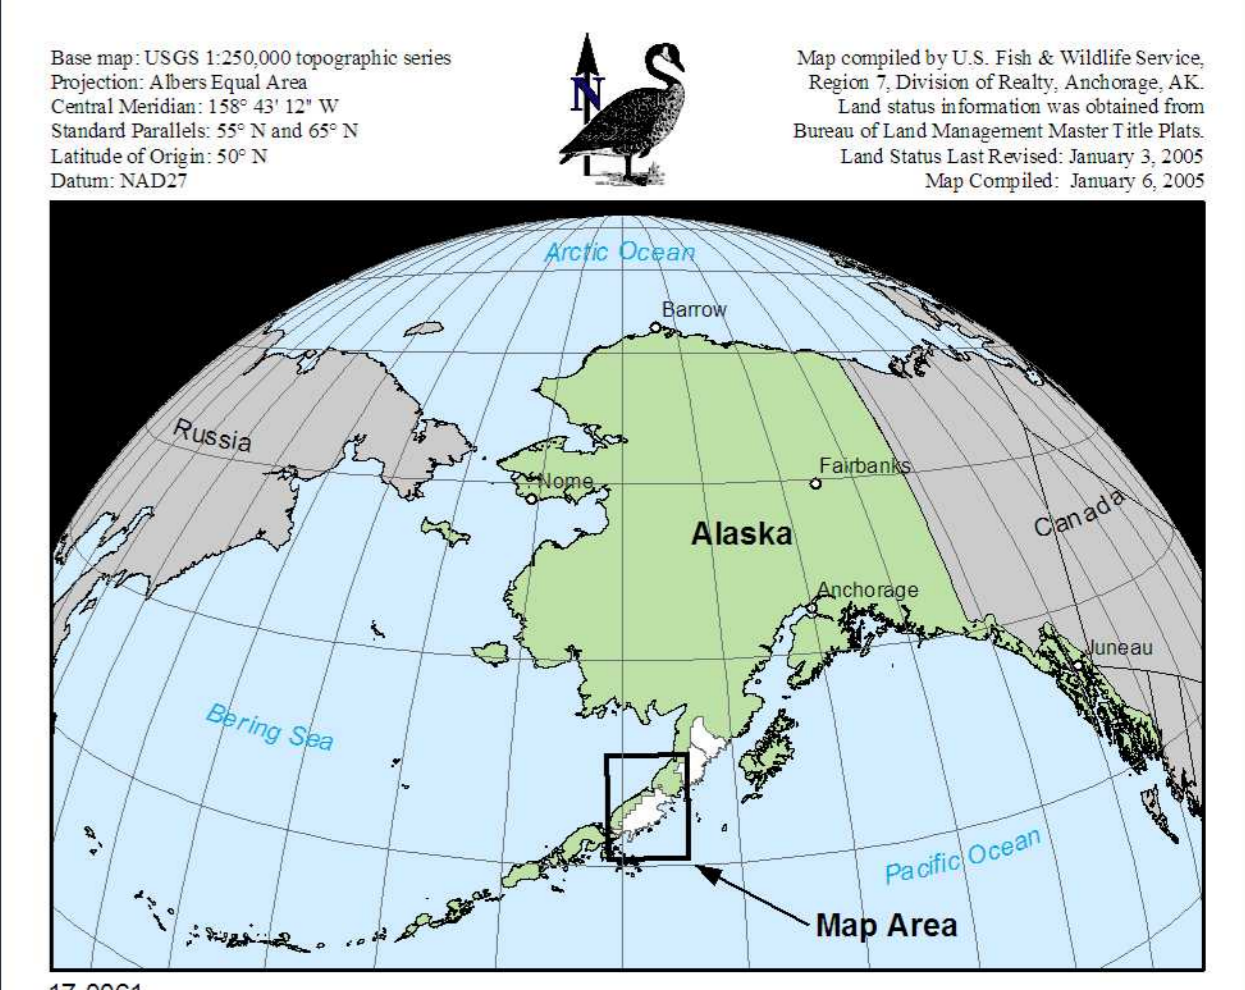 Base map: USGS 1:250,000 topographic series
Projection: Albers Equal Area
Central Meridian: 158° 43' 12" W
Standard Parallels: 55° N and 65° N
Latitude of Origin: 50° N
Datum: NAD27
N
Map compiled by U.S. Fish & Wildlife Service,
Region 7, Division of Realty, Anchorage, AK.
Land status information was obtained from
Bureau of Land Management Master Title Plats.
Land Status Last Revised: January 3, 2005
Map Compiled: January 6, 2005
Arctic Ocean
Barrow
Russia
Fairbanks
Nome
Canada
Alaska
Anchorage
Juneau
Bering Sea
Pacific Ocean
Map Area